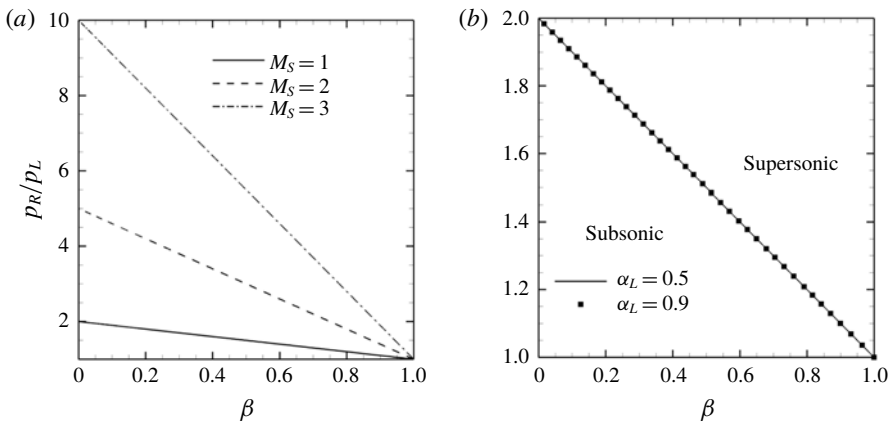 (a)
10
8
6
4
2
p_R/p_L
M_S = 1
M_S = 2
M_S = 3
0
0.2
0.4
0.6
0.8
1.0
β
(b)
2.0
1.8
1.6
1.4
1.2
1.0
Supersonic
Subsonic
α_L = 0.5
α_L = 0.9
0
0.2
0.4
0.6
0.8
1.0
β